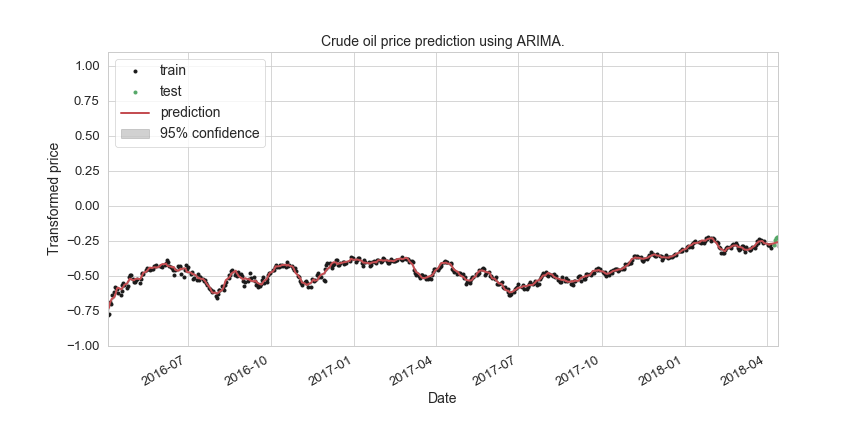 Crude oil price prediction using ARIMA.
1.00
0.75
0.50
0.25
0.00
−0.25
−0.50
−0.75
−1.00
Transformed price
train
test
prediction
95% confidence
2016-07
2016-10
2017-01
2017-04
2017-07
2017-10
2018-01
2018-04
Date